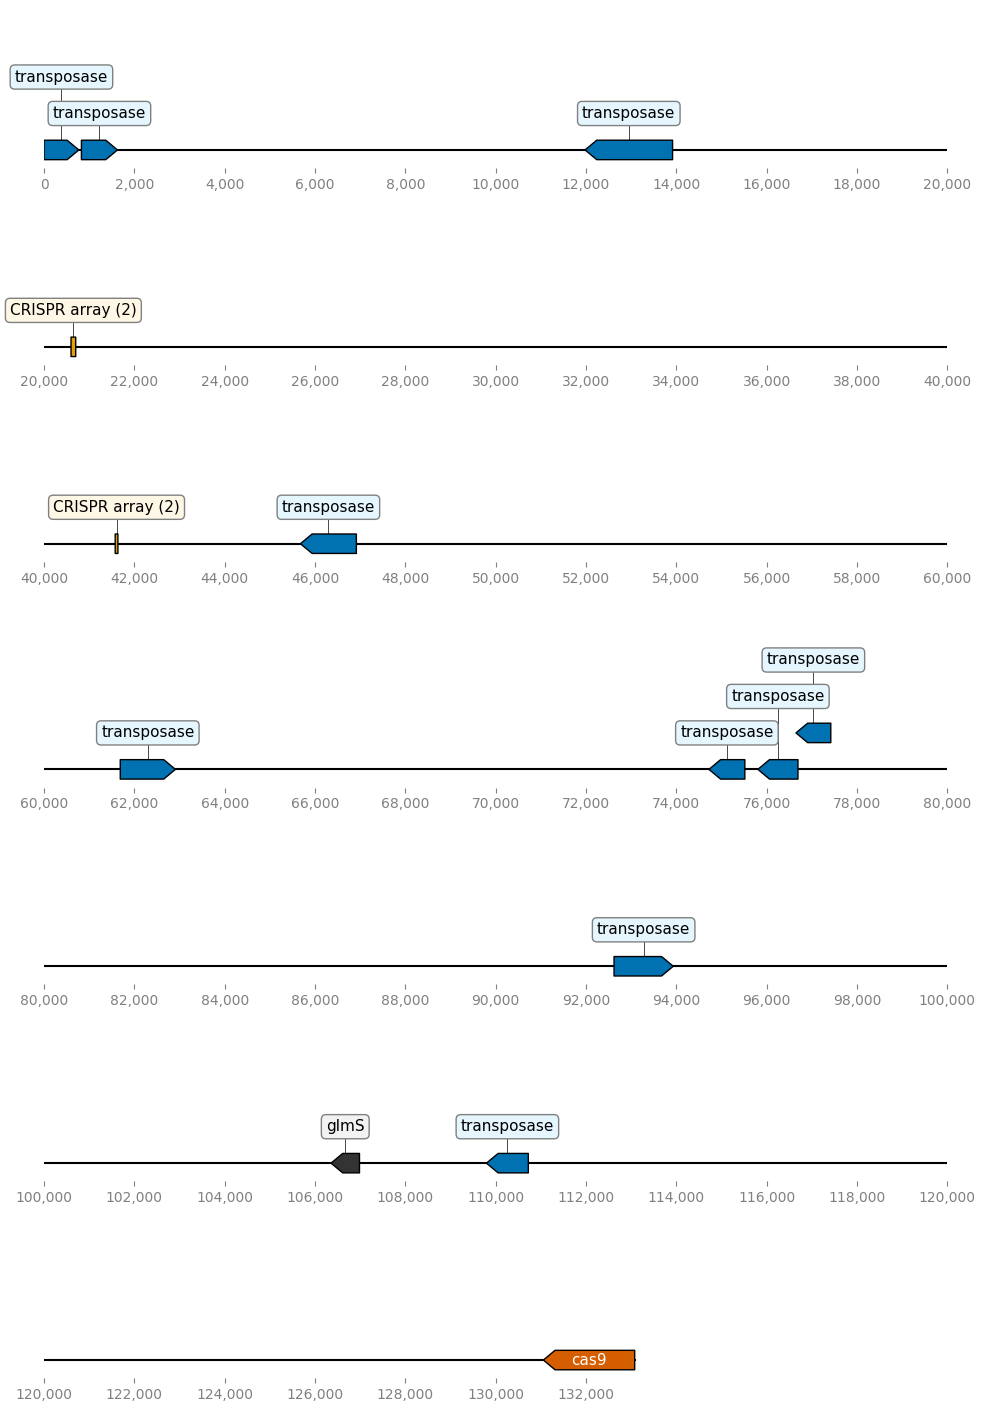 transposase
transposase transposase
0 2,000 4,000 6,000 8,000 10,000 12,000 14,000 16,000 18,000 20,000
CRISPR array (2)
20,000 22,000 24,000 26,000 28,000 30,000 32,000 34,000 36,000 38,000 40,000
CRISPR array (2) transposase
40,000 42,000 44,000 46,000 48,000 50,000 52,000 54,000 56,000 58,000 60,000
transposase
transposase
transposase transposase
60,000 62,000 64,000 66,000 68,000 70,000 72,000 74,000 76,000 78,000 80,000
transposase
80,000 82,000 84,000 86,000 88,000 90,000 92,000 94,000 96,000 98,000 100,000
glmS transposase
100,000 102,000 104,000 106,000 108,000 110,000 112,000 114,000 116,000 118,000 120,000
cas9
120,000 122,000 124,000 126,000 128,000 130,000 132,000